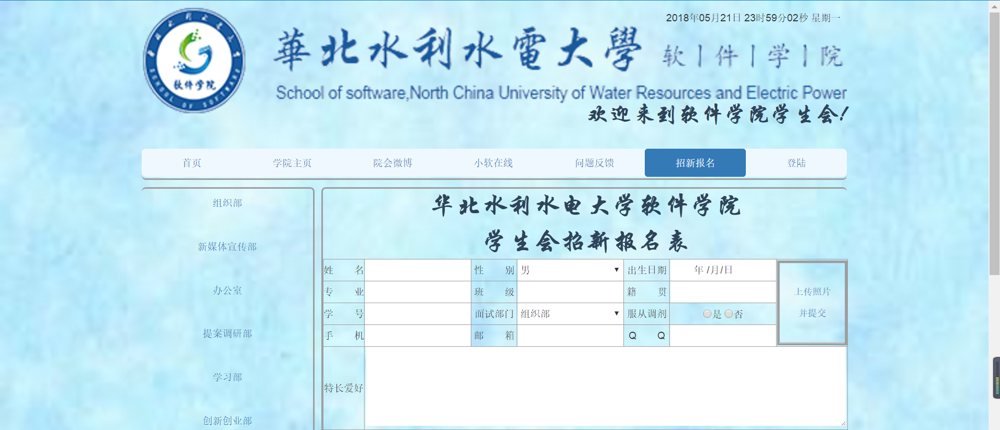 2018年05月21日 23时59分02秒 星期一
華北水利水電大學 软丨件丨学丨院
软件学院
SCHOOL OF SOFTWARE
School of software,North China University of Water Resources and Electric Power
欢迎来到软件学院学生会!
首页 学院主页 院会微博 小软在线 问题反馈 招新报名 登陆
组织部
新媒体宣传部
办公室
提案调研部
学习部
创新创业部
华北水利水电大学软件学院
学生会招新报名表
姓 名 性 别 男 出生日期 年 /月/日
专 业 班 级 籍 贯
上传照片
并提交
学 号 面试部门 组织部 服从调剂 是 否
手 机 邮 箱 Q Q
特长爱好